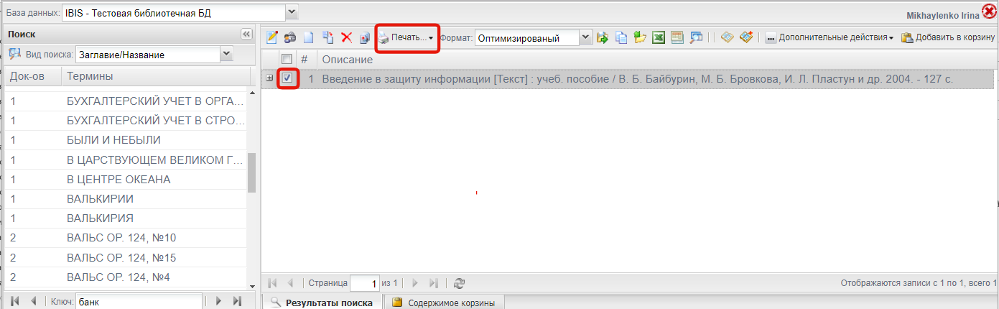 База данных: IBIS - Тестовая библиотечная БД
Mikhaylenko Irina
Поиск
Вид поиска: Заглавие/Название
Док-ов Термины
1 БУХГАЛТЕРСКИЙ УЧЕТ В ОРГА...
1 БУХГАЛТЕРСКИЙ УЧЕТ В СТРО...
1 БЫЛИ И НЕБЫЛИ
1 В ЦАРСТВУЮЩЕМ ВЕЛИКОМ Г...
1 В ЦЕНТРЕ ОКЕАНА
1 ВАЛЬКИРИИ
1 ВАЛЬКИРИЯ
2 ВАЛЬС ОР. 124, №10
2 ВАЛЬС ОР. 124, №15
2 ВАЛЬС ОР. 124, №4
Ключ: банк
Печать... Формат: Оптимизированый ... Дополнительные действия Добавить в корзину
# Описание
1 Введение в защиту информации [Текст] : учеб. пособие / В. Б. Байбурин, М. Б. Бровкова, И. Л. Пластун и др. 2004. - 127 с.
Страница 1 из 1 Отображаются записи с 1 по 1, всего 1
Результаты поиска Содержимое корзины